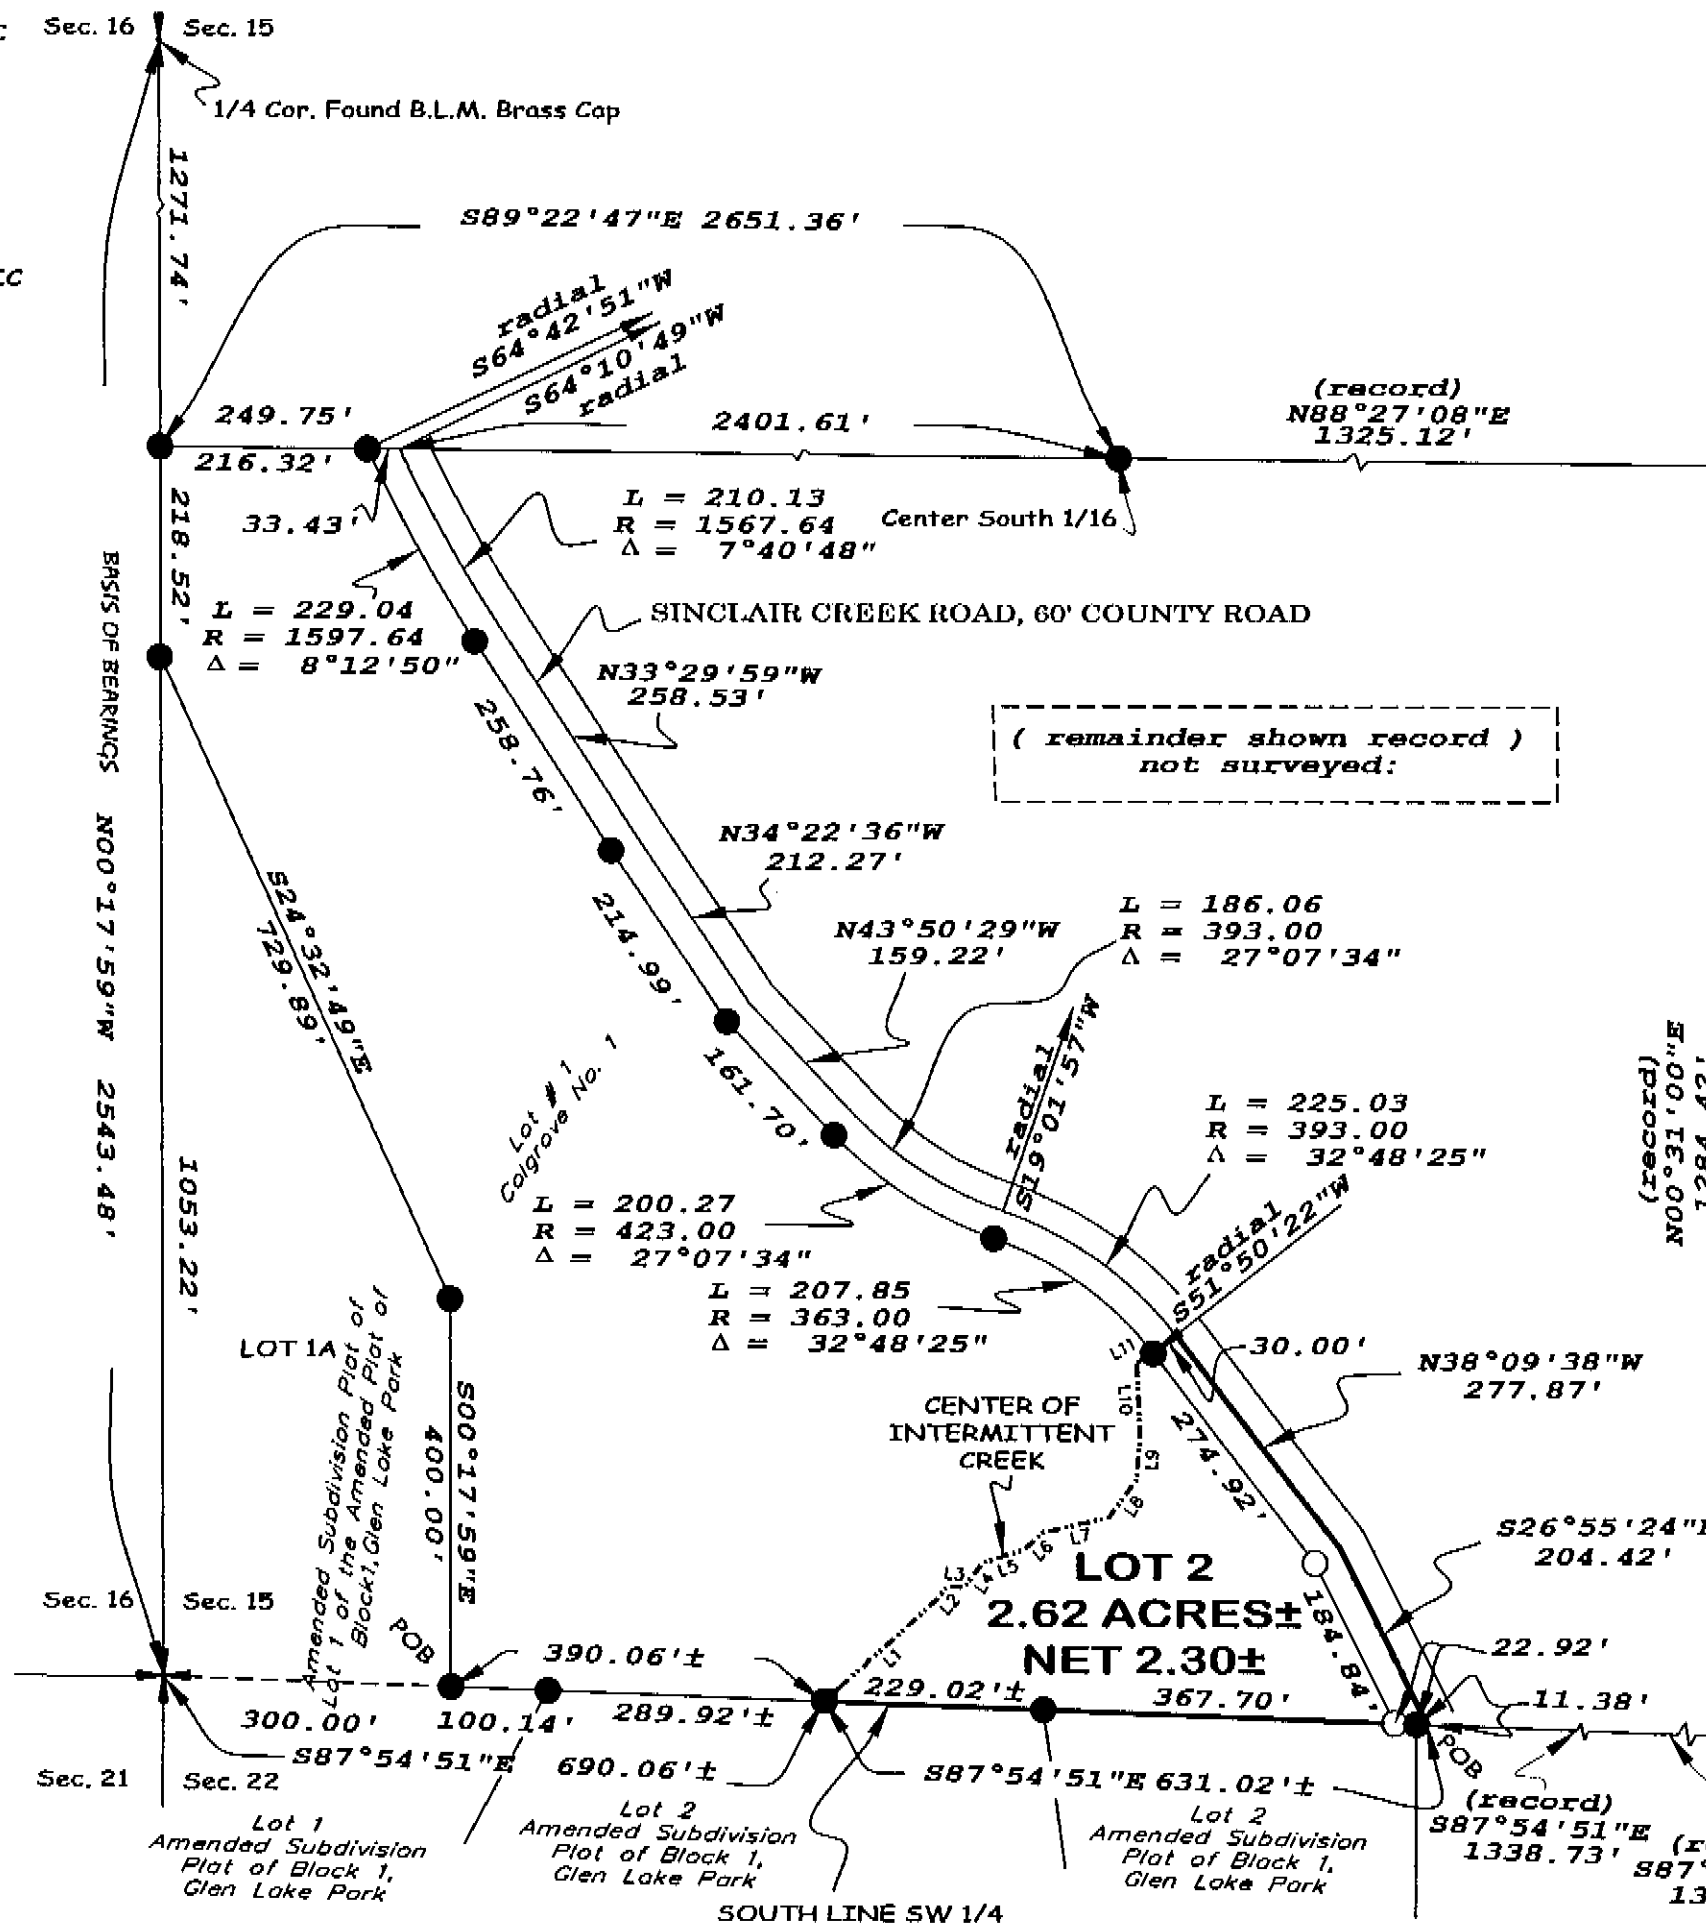 Sec. 16
Sec. 15
1/4 Cor. Found B.L.M. Brass Cap
1271.74'
S89°22'47"E 2651.36'
radial
S64°42'51"W
S64°10'49"W
radial
249.75'
216.32'
2401.61'
(record)
N88°27'08"E
1325.12'
33.43'
218.52'
L = 210.13
R = 1567.64
Δ = 7°40'48"
Center South 1/16
L = 229.04
R = 1597.64
Δ = 8°12'50"
SINCLAIR CREEK ROAD, 60' COUNTY ROAD
N33°29'59"W
258.53'
258.76'
( remainder shown record )
not surveyed:
BASIS OF BEARINGS N00°17'59"W 2543.48'
N34°22'36"W
212.27'
214.99'
S24°32'49"E
729.89'
N43°50'29"W
159.22'
L = 186.06
R = 393.00
Δ = 27°07'34"
161.70'
Lot # 1
Colgrove No. 1
radial
S19°01'57"W
N00°31'00"E
(record)
L = 225.03
R = 393.00
Δ = 32°48'25"
1053.22'
L = 200.27
R = 423.00
Δ = 27°07'34"
L = 207.85
R = 363.00
Δ = 32°48'25"
radial
S51°50'22"W
LOT 1A
Amended Subdivision Plat of
Lot 1 of the Amended Plat of
Block1, Glen Lake Park
S00°17'59"E
400.00'
L11
L10
L9
L8
L7
L6
L5
L4
L3
L2
L1
30.00'
N38°09'38"W
277.87'
CENTER OF
INTERMITTENT
CREEK
274.92'
S26°55'24"E
204.42'
LOT 2
2.62 ACRES±
NET 2.30±
184.84'
22.92'
11.38'
Sec. 16
Sec. 15
POB
390.06'±
229.02'±
367.70'
300.00'
100.14'
289.92'±
S87°54'51"E
690.06'±
S87°54'51"E 631.02'±
POB
Sec. 21
Sec. 22
(record)
S87°54'51"E
1338.73'
S87°
13
Lot 1
Amended Subdivision
Plat of Block 1,
Glen Lake Park
Lot 2
Amended Subdivision
Plat of Block 1,
Glen Lake Park
Lot 2
Amended Subdivision
Plat of Block 1,
Glen Lake Park
SOUTH LINE SW 1/4